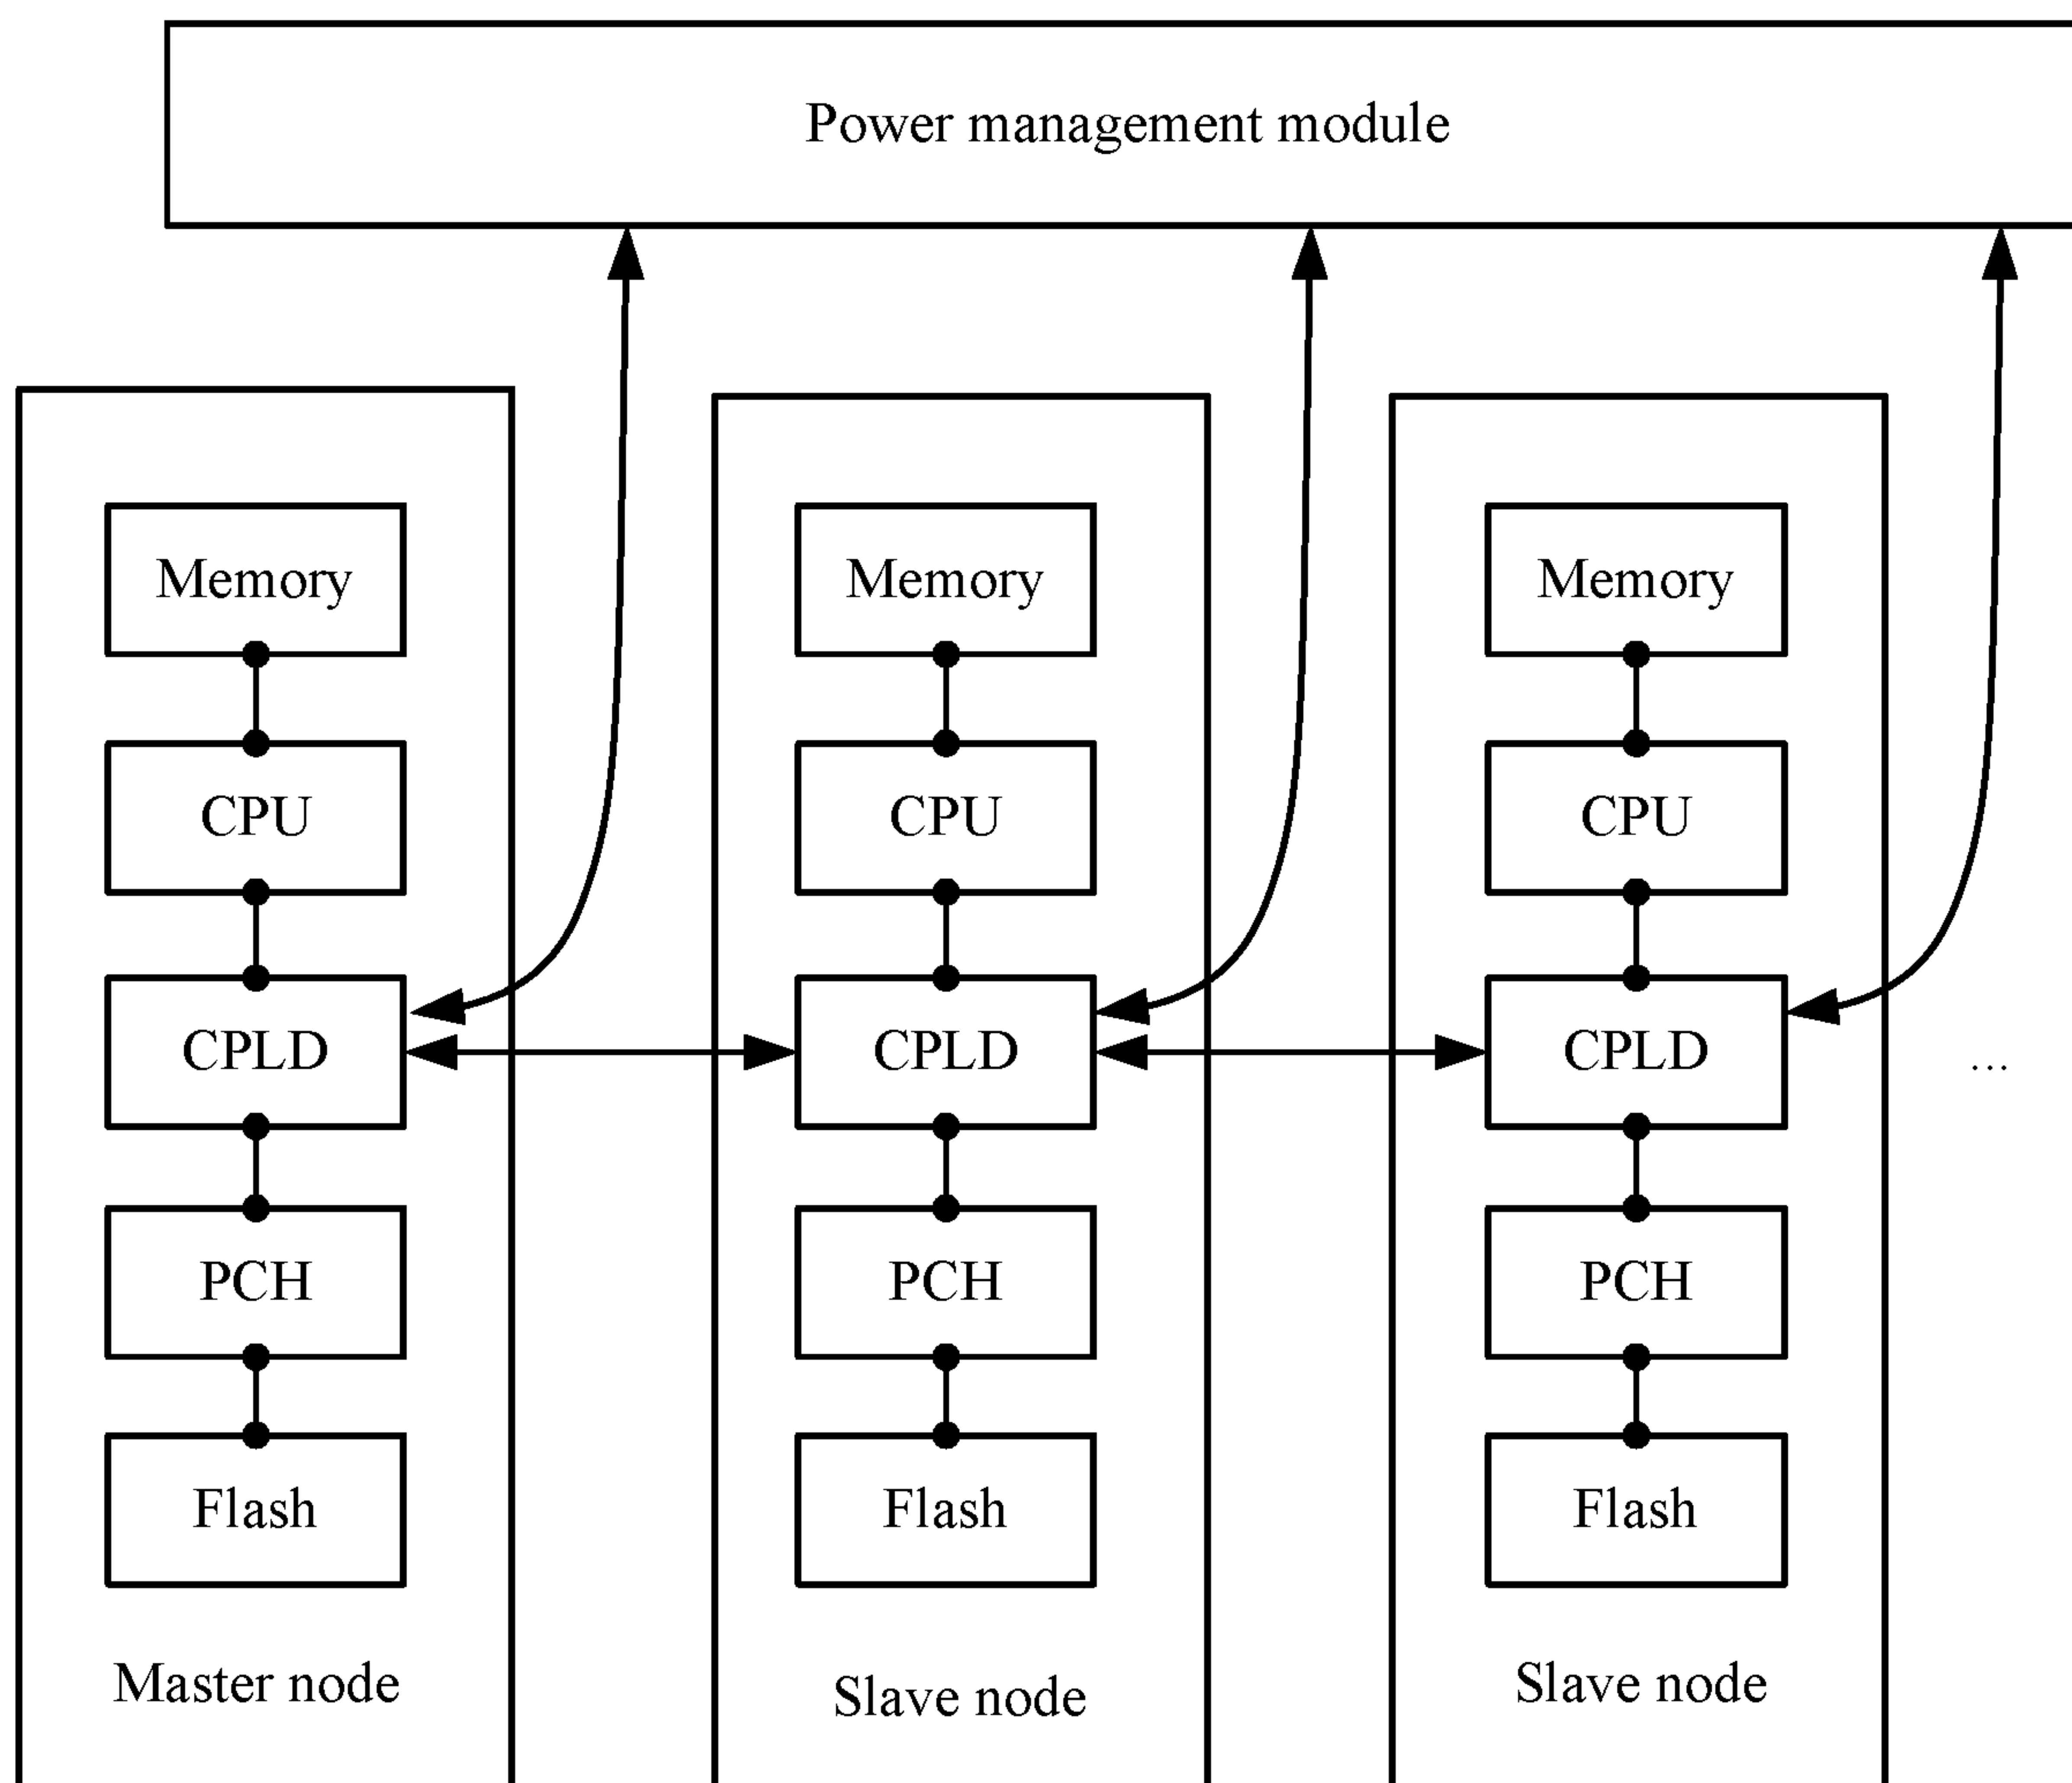 Power management module
Memory
Memory
Memory
CPU
CPU
CPU
CPLD
CPLD
CPLD
...
PCH
PCH
PCH
Flash
Flash
Flash
Master node
Slave node
Slave node